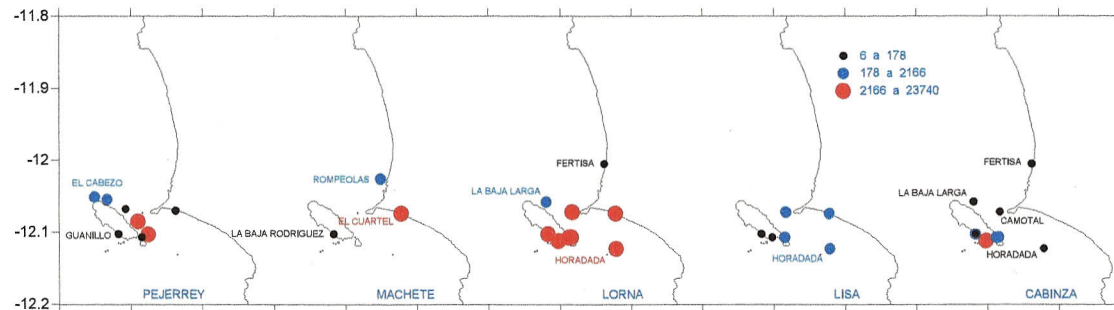 -11.8
-11.9
-12
-12.1
-12.2
6 a 178
178 a 2166
2166 a 23740
EL CABEZO
GUANILLO
PEJERREY
ROMPEOLAS
EL CUARTEL
LA BAJA RODRIGUEZ
MACHETE
FERTISA
LA BAJA LARGA
HORADADA
LORNA
HORADADA
LISA
FERTISA
LA BAJA LARGA
CAMOTAL
HORADADA
CABINZA